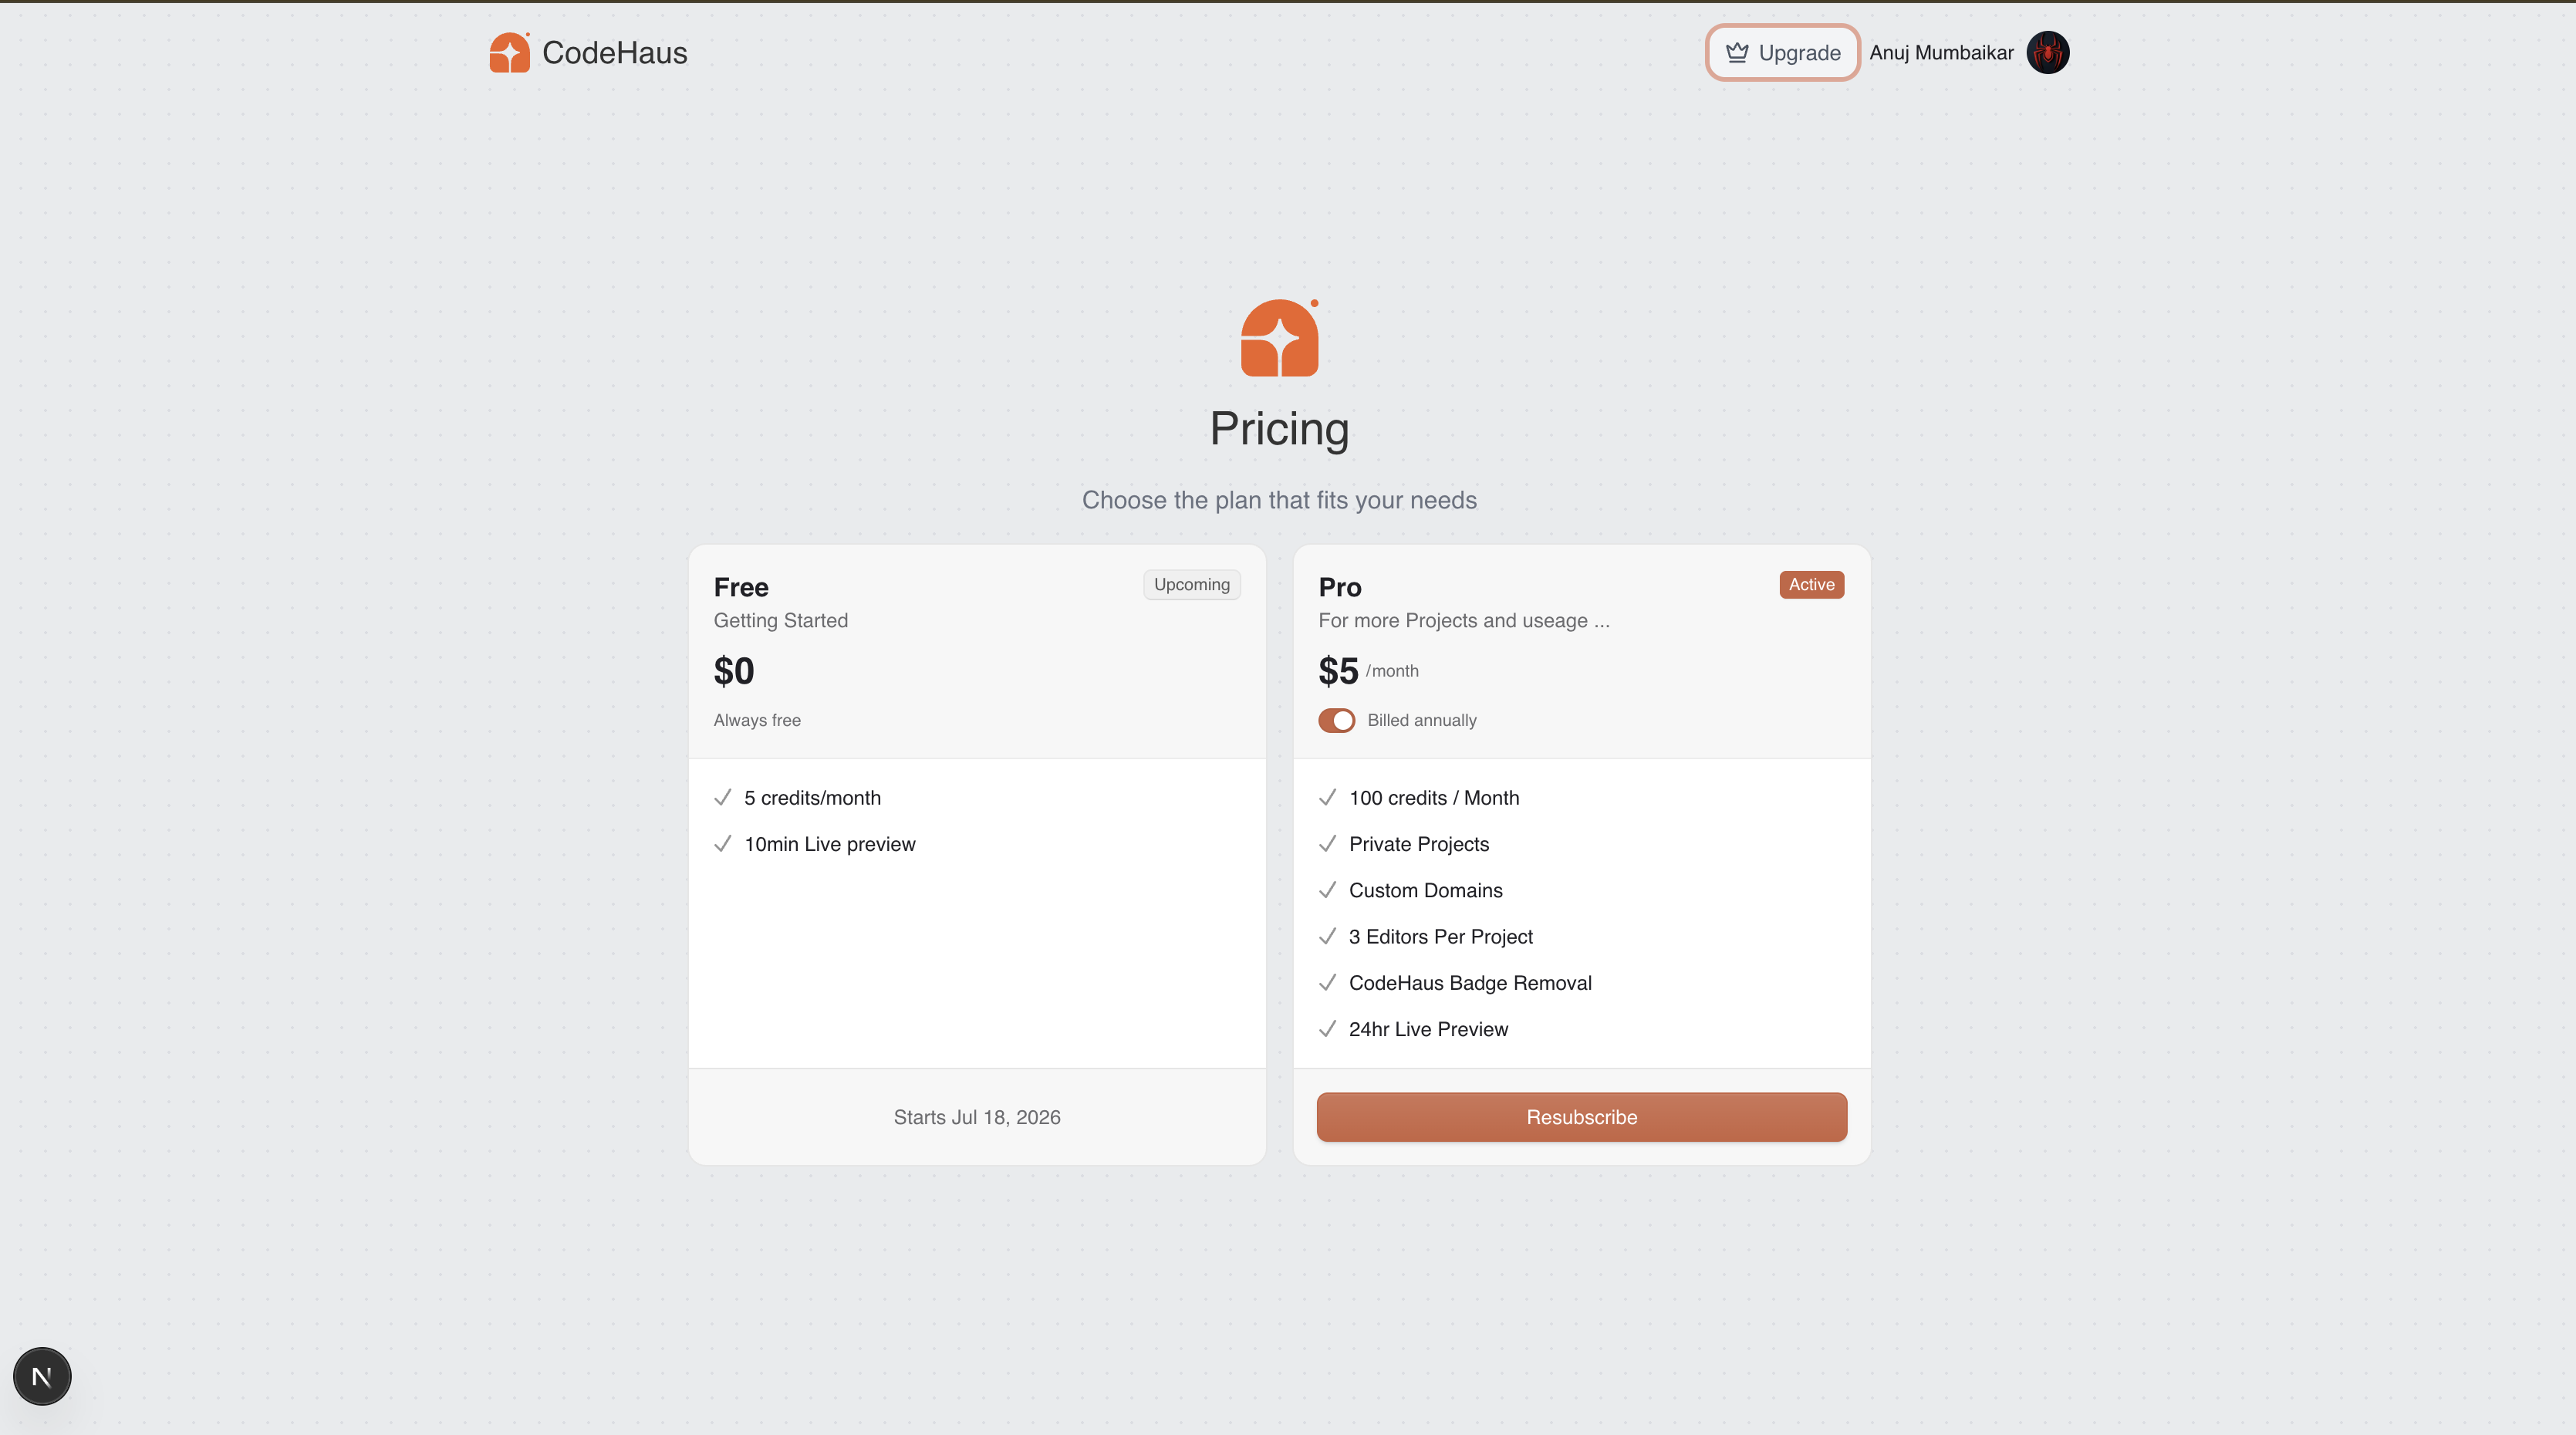 CodeHaus
Upgrade
Anuj Mumbaikar
Pricing
Choose the plan that fits your needs
Free
Upcoming
Getting Started
$0
Always free
5 credits/month
10min Live preview
Starts Jul 18, 2026
Pro
Active
For more Projects and useage ...
$5 /month
Billed annually
100 credits / Month
Private Projects
Custom Domains
3 Editors Per Project
CodeHaus Badge Removal
24hr Live Preview
Resubscribe
N